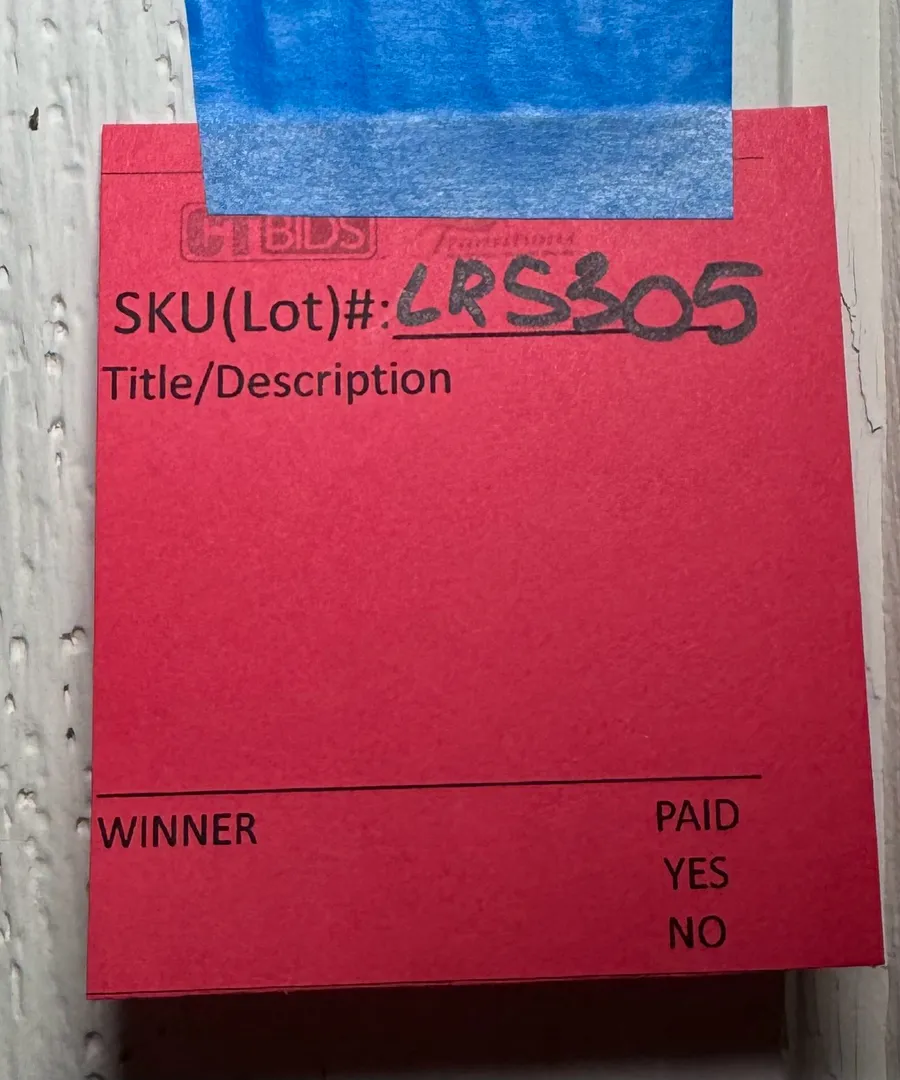 CTBIDS
SKU(Lot)#: LRS305
Title/Description
WINNER PAID
YES
NO